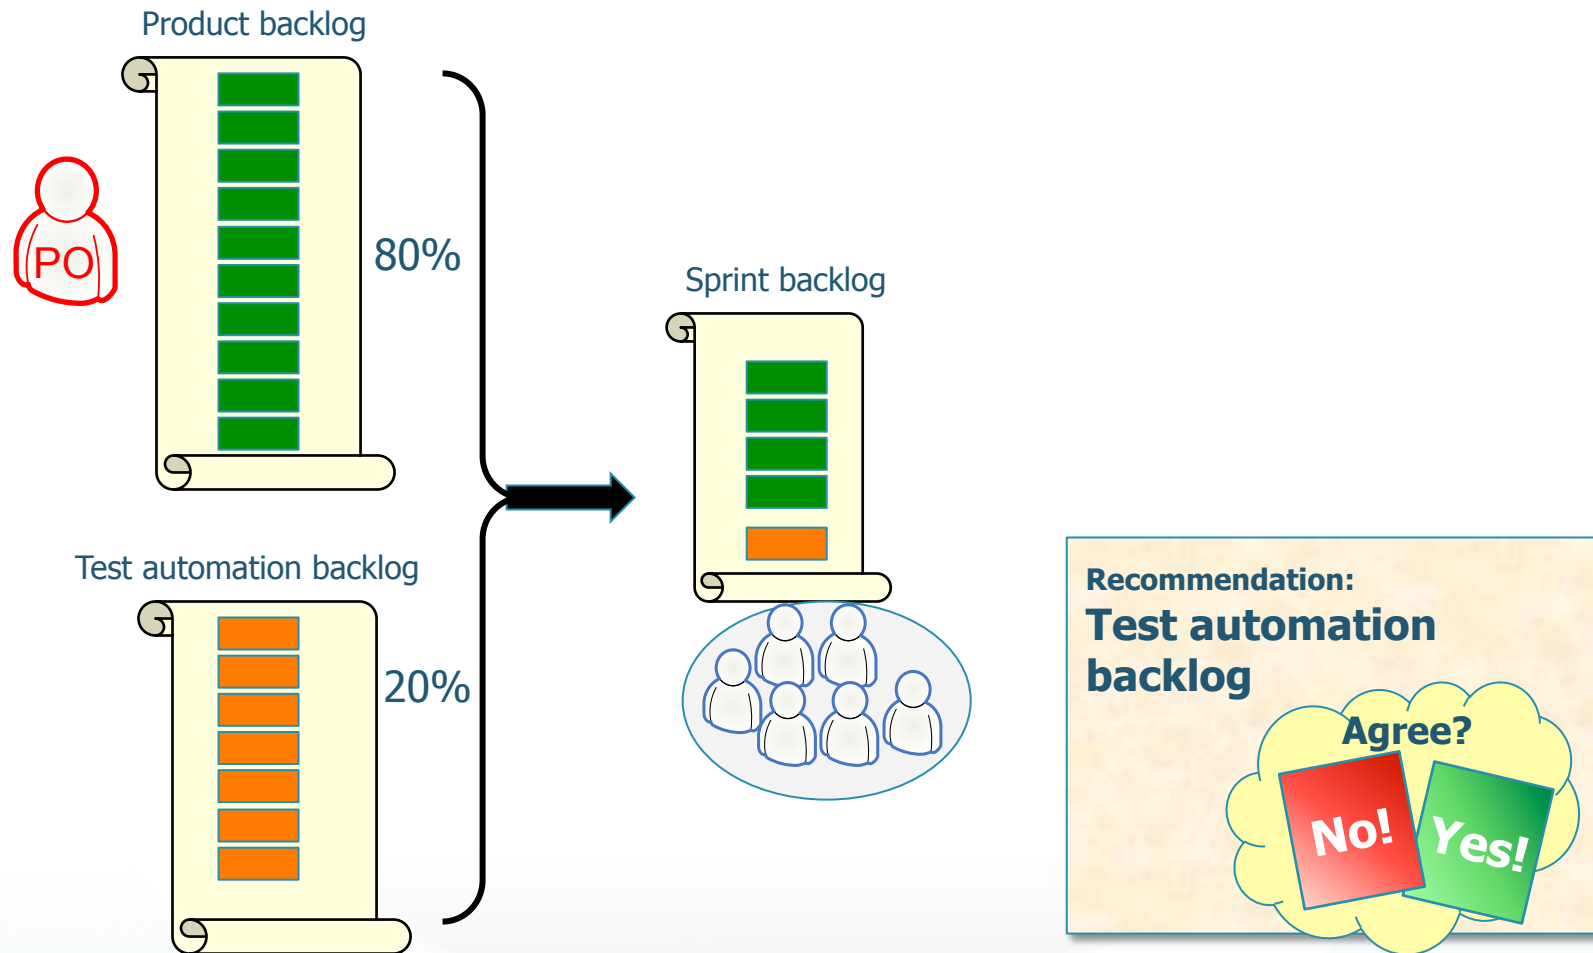 Product backlog
PO
80%
Sprint backlog
Test automation backlog
20%
Recommendation:
Test automation
backlog
Agree?
No!
Yes!